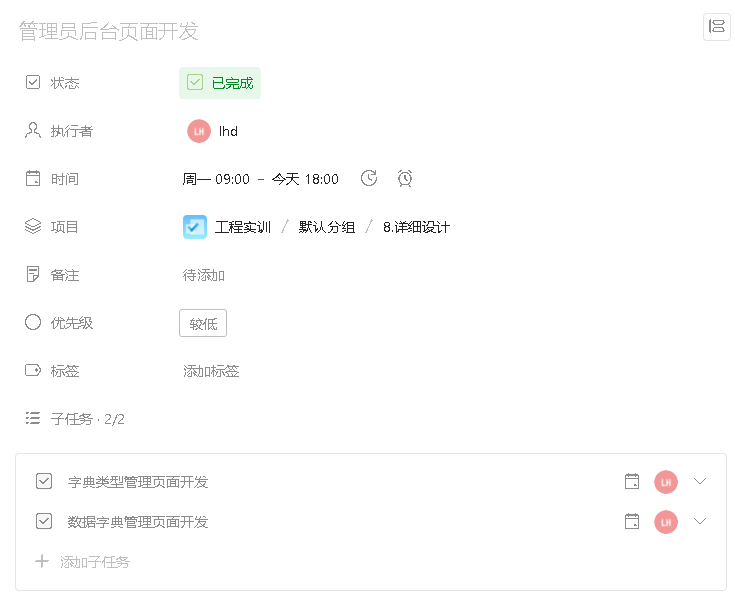 管理员后台页面开发
状态 已完成
执行者 LH lhd
时间 周一 09:00 – 今天 18:00
项目 工程实训 / 默认分组 / 8.详细设计
备注 待添加
优先级 较低
标签 添加标签
子任务 · 2/2
字典类型管理页面开发 LH
数据字典管理页面开发 LH
添加子任务